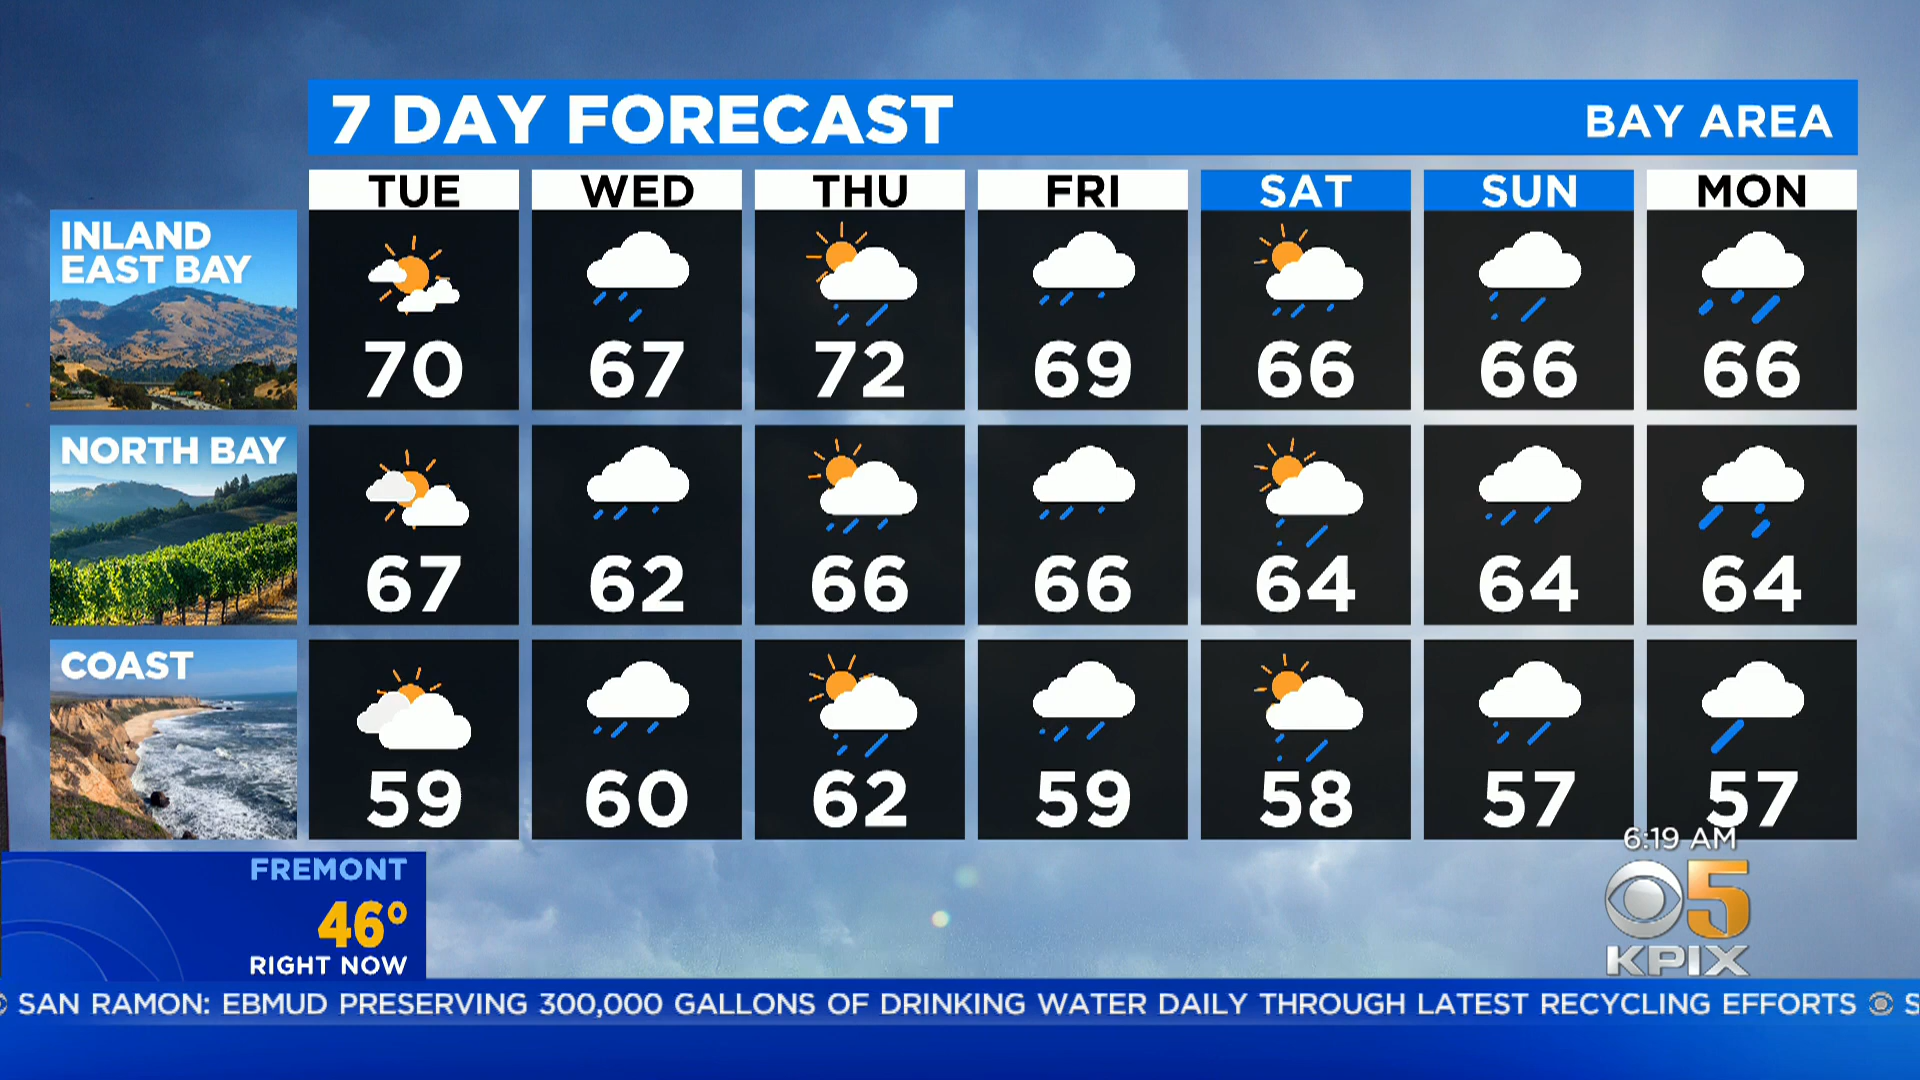 7 DAY FORECAST
BAY AREA
TUE WED THU FRI SAT SUN MON
INLAND
EAST BAY
70 67 72 69 66 66 66
NORTH BAY
67 62 66 66 64 64 64
COAST
59 60 62 59 58 57 57
6:19 AM
5
KPIX
FREMONT
46°
RIGHT NOW
SAN RAMON: EBMUD PRESERVING 300,000 GALLONS OF DRINKING WATER DAILY THROUGH LATEST RECYCLING EFFORTS S